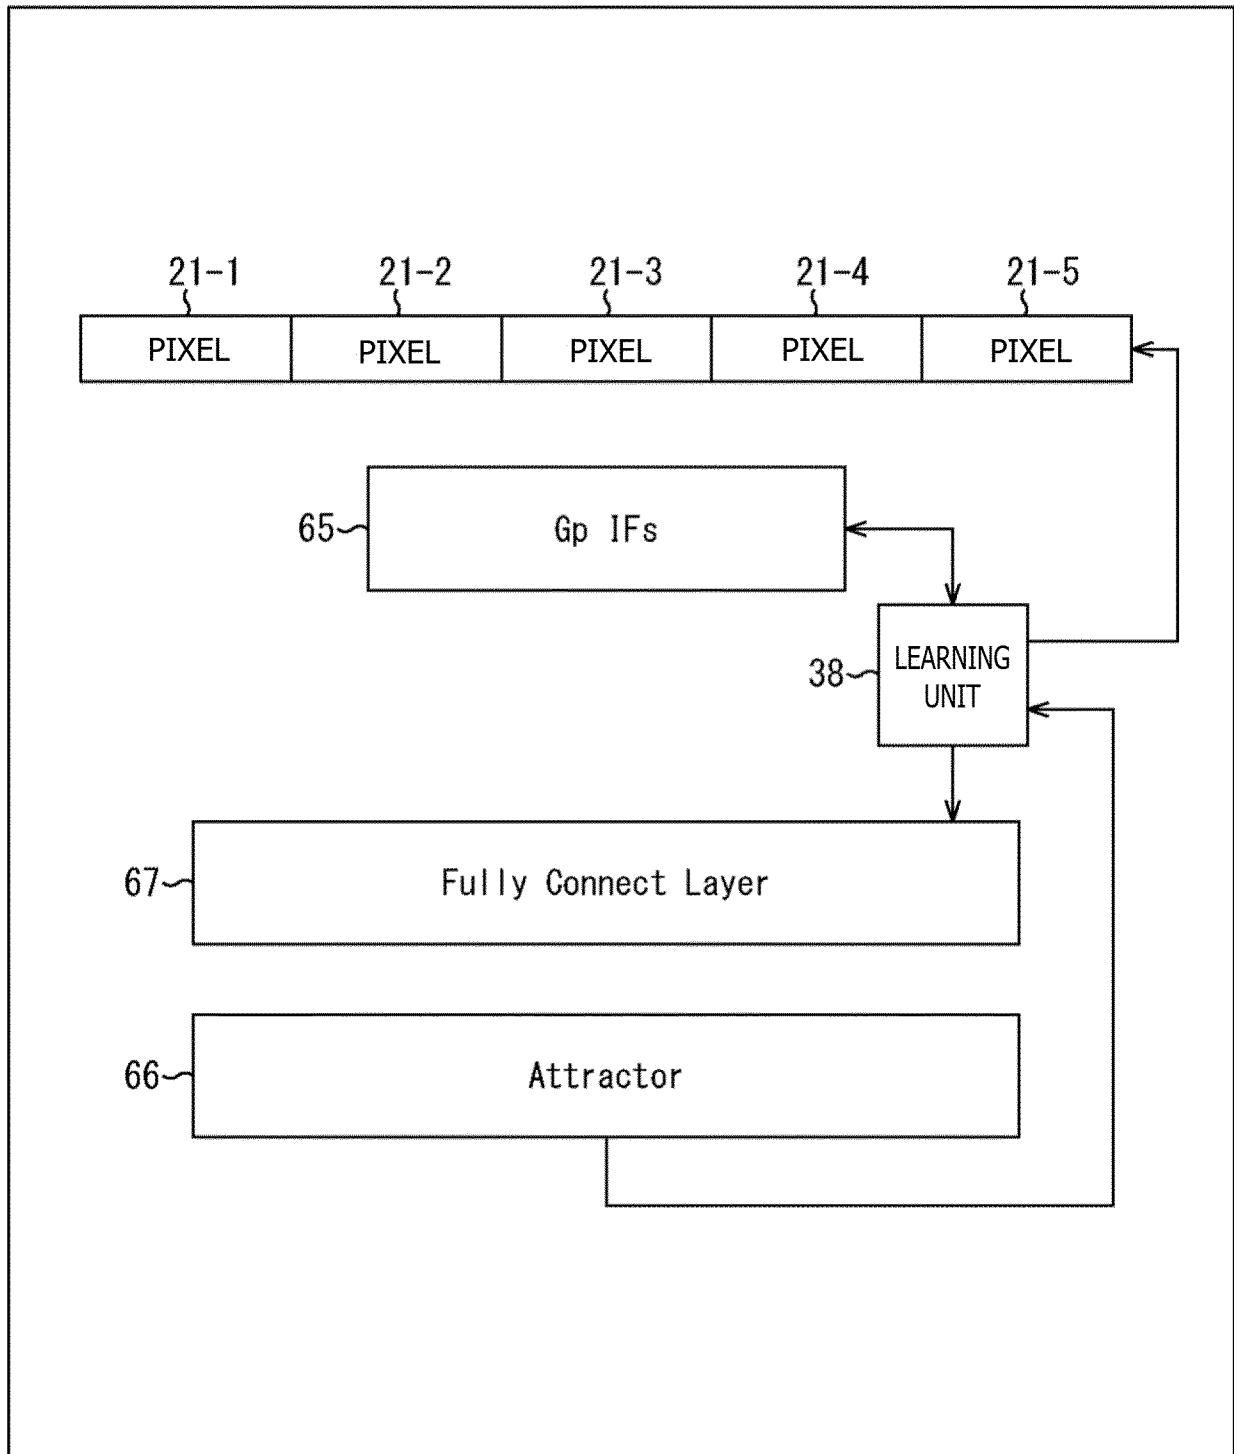 21-1 21-2 21-3 21-4 21-5
PIXEL PIXEL PIXEL PIXEL PIXEL
65 Gp IFs
38 LEARNING
UNIT
67 Fully Connect Layer
66 Attractor